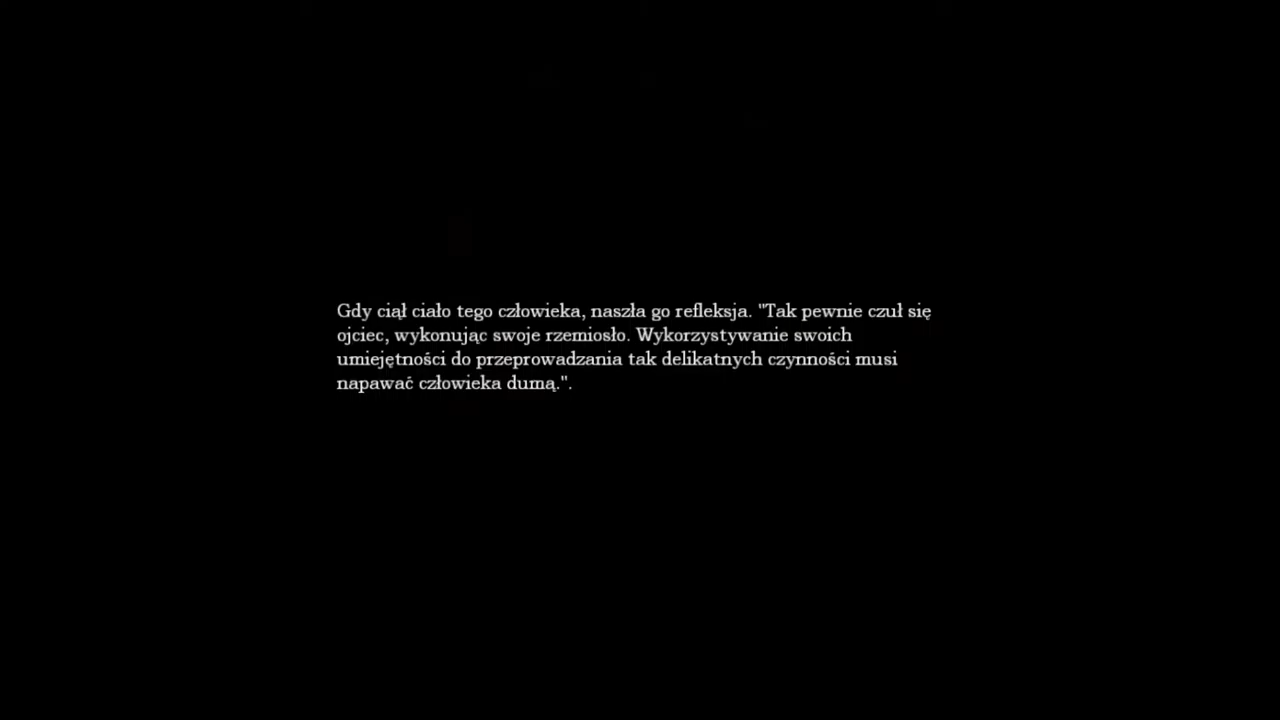 Gdy ciął ciało tego człowieka, naszła go refleksja. "Tak pewnie czuł się
ojciec, wykonując swoje rzemiosło. Wykorzystywanie swoich
umiejętności do przeprowadzania tak delikatnych czynności musi
napawać człowieka dumą.".